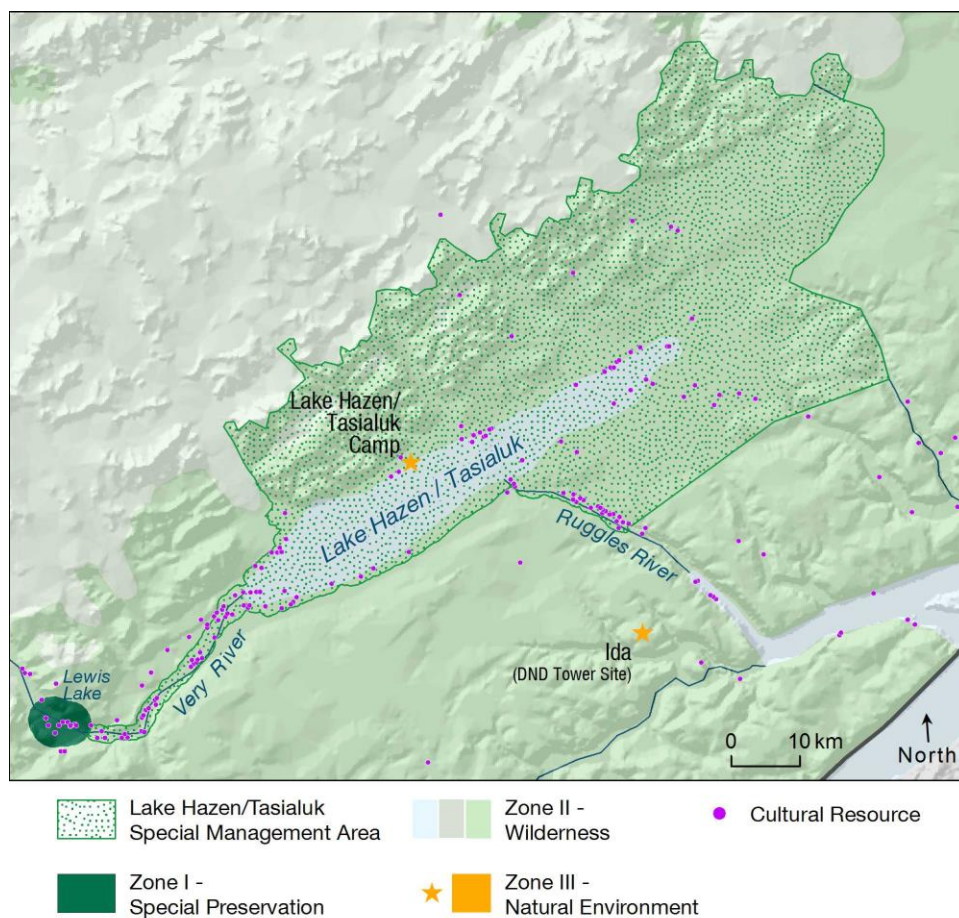 Lake Hazen/
Tasialuk
Camp
Lake Hazen / Tasialuk
Ruggles River
Ida
(DND Tower Site)
Very River
Lewis
Lake
0 10 km
North
Lake Hazen/Tasialuk
Special Management Area
Zone II -
Wilderness
Cultural Resource
Zone I -
Special Preservation
Zone III -
Natural Environment